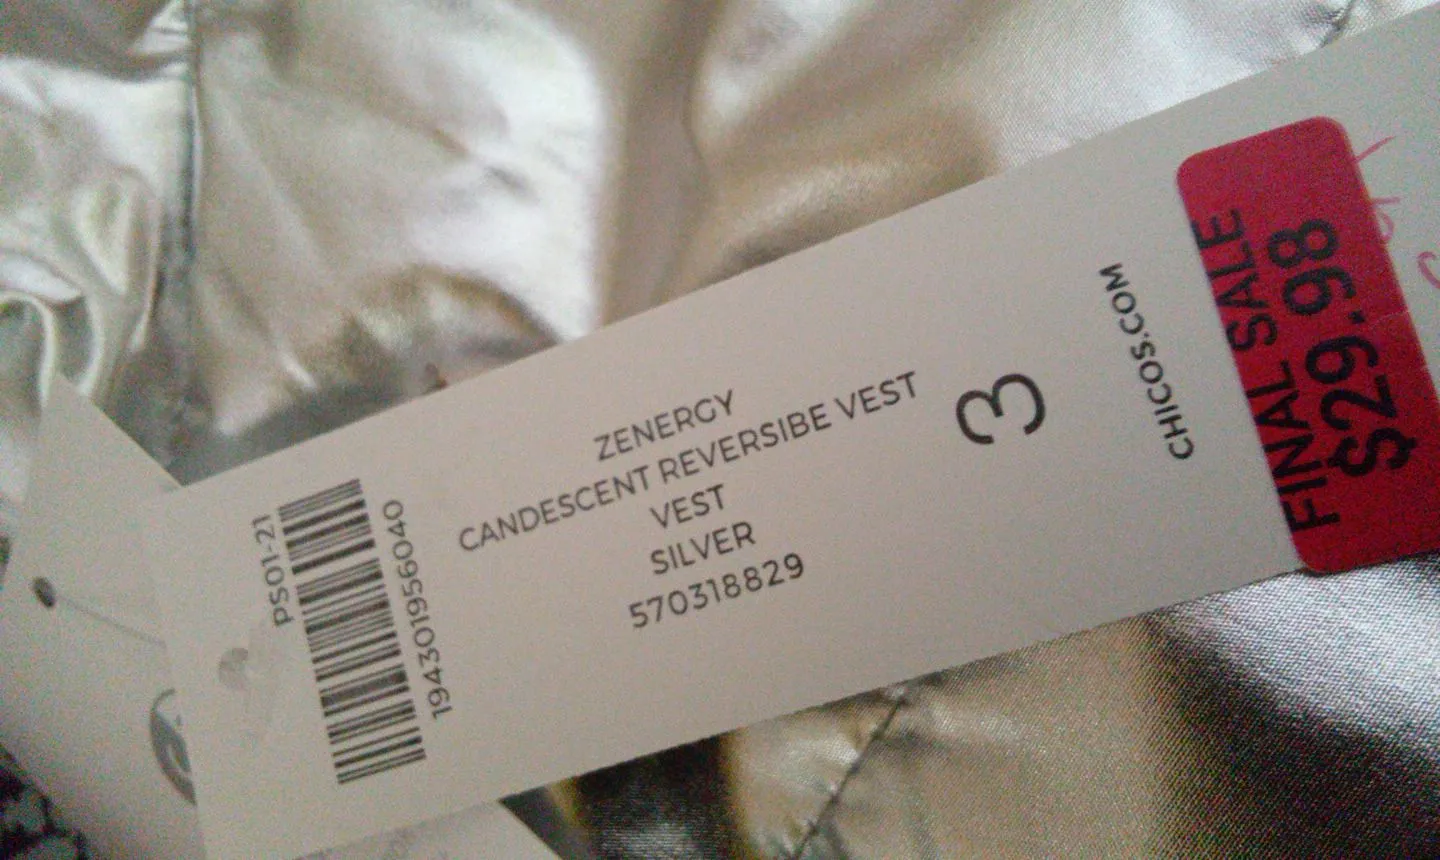 ZENERGY
CANDESCENT REVERSIBE VEST
VEST
SILVER
570318829
3
PS01-21
194301956040
CHICOS.COM
FINAL SALE
$29.98